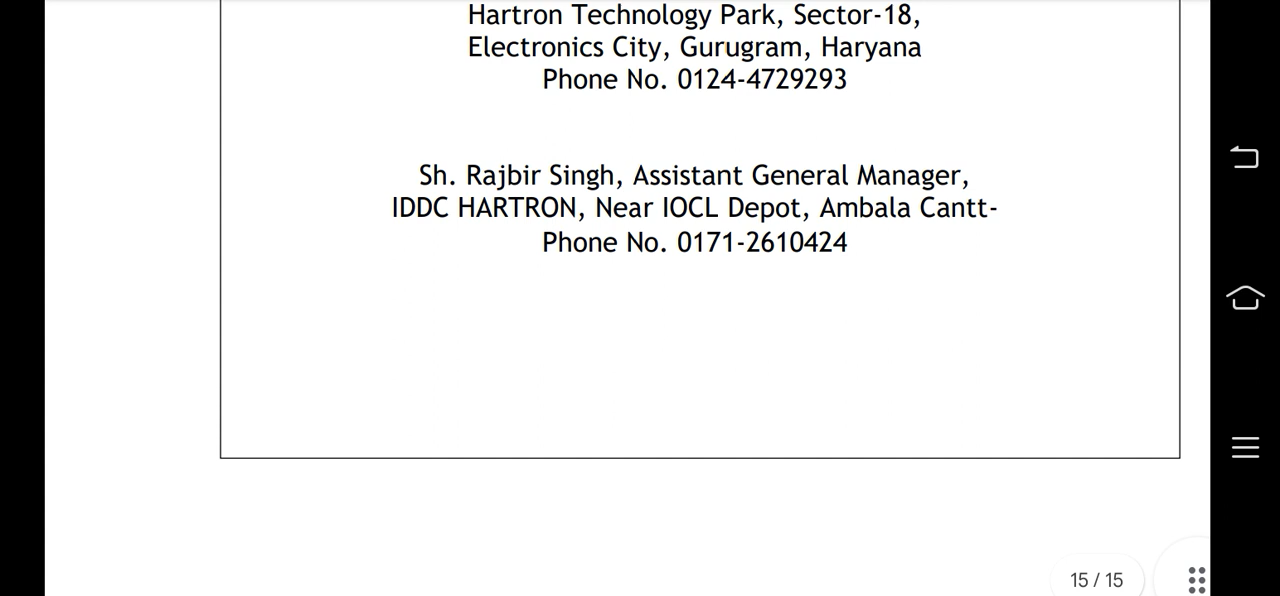 Hartron Technology Park, Sector-18,
Electronics City, Gurugram, Haryana
Phone No. 0124-4729293
Sh. Rajbir Singh, Assistant General Manager,
IDDC HARTRON, Near IOCL Depot, Ambala Cantt-
Phone No. 0171-2610424
15 / 15